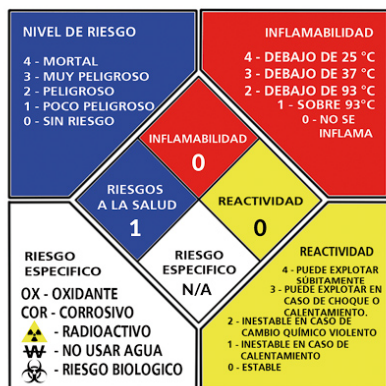 NIVEL DE RIESGO
4 - MORTAL
3 - MUY PELIGROSO
2 - PELIGROSO
1 - POCO PELIGROSO
0 - SIN RIESGO
INFLAMABILIDAD
4 - DEBAJO DE 25 °C
3 - DEBAJO DE 37 °C
2 - DEBAJO DE 93 °C
1 - SOBRE 93°C
0 - NO SE
INFLAMA
INFLAMABILIDAD
0
RIESGOS
A LA SALUD
1
REACTIVIDAD
0
RIESGO
ESPECIFICO
N/A
RIESGO
ESPECIFICO
OX - OXIDANTE
COR - CORROSIVO
- RADIOACTIVO
W - NO USAR AGUA
- RIESGO BIOLOGICO
REACTIVIDAD
4 - PUEDE EXPLOTAR
SÚBITAMENTE
3 - PUEDE EXPLOTAR EN
CASO DE CHOQUE O
CALENTAMIENTO.
2 - INESTABLE EN CASO DE
CAMBIO QUÍMICO VIOLENTO
1 - INESTABLE EN CASO DE
CALENTAMIENTO
0 - ESTABLE